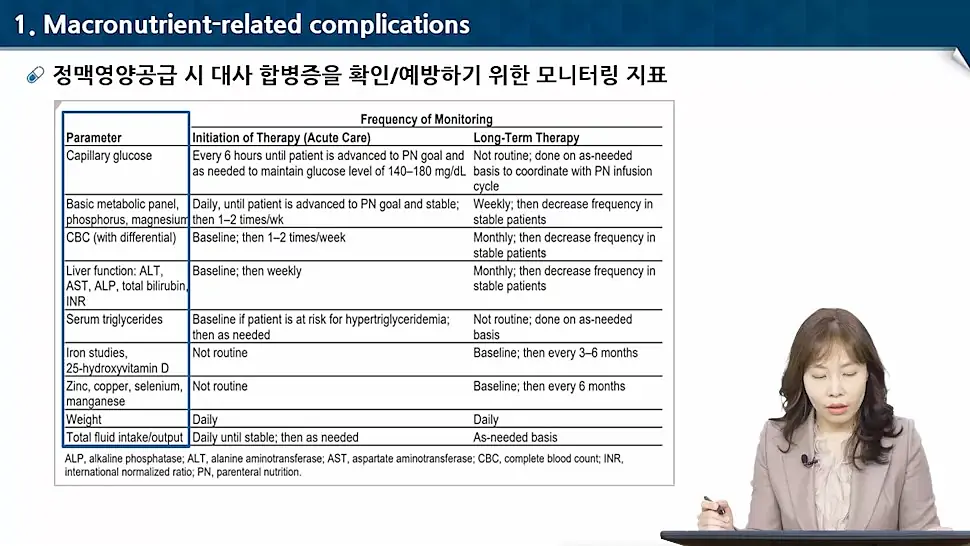 1. Macronutrient-related complications
정맥영양공급 시 대사 합병증을 확인/예방하기 위한 모니터링 지표
Frequency of Monitoring
Parameter Initiation of Therapy (Acute Care) Long-Term Therapy
Capillary glucose Every 6 hours until patient is advanced to PN goal and Not routine; done on as-needed
as needed to maintain glucose level of 140–180 mg/dL basis to coordinate with PN infusion
cycle
Basic metabolic panel, Daily, until patient is advanced to PN goal and stable; Weekly; then decrease frequency in
phosphorus, magnesium then 1–2 times/wk stable patients
CBC (with differential) Baseline; then 1–2 times/week Monthly; then decrease frequency in
stable patients
Liver function: ALT, Baseline; then weekly Monthly; then decrease frequency in
AST, ALP, total bilirubin, stable patients
INR
Serum triglycerides Baseline if patient is at risk for hypertriglyceridemia; Not routine; done on as-needed
then as needed basis
Iron studies, Not routine Baseline; then every 3–6 months
25-hydroxyvitamin D
Zinc, copper, selenium, Not routine Baseline; then every 6 months
manganese
Weight Daily Daily
Total fluid intake/output Daily until stable; then as needed As-needed basis
ALP, alkaline phosphatase; ALT, alanine aminotransferase; AST, aspartate aminotransferase; CBC, complete blood count; INR,
international normalized ratio; PN, parenteral nutrition.